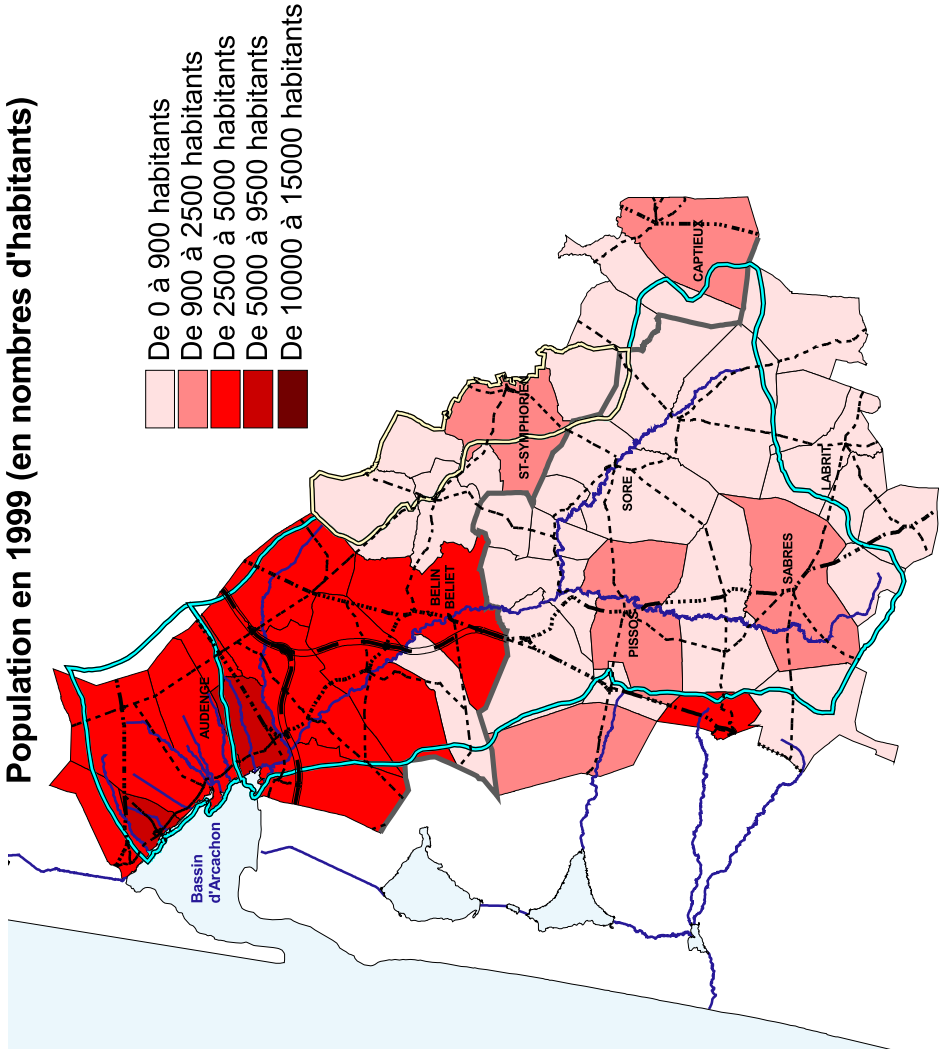 Population en 1999 (en nombres d'habitants)
De 0 à 900 habitants
De 900 à 2500 habitants
De 2500 à 5000 habitants
De 5000 à 9500 habitants
De 10000 à 15000 habitants
Bassin
d'Arcachon
AUDENGE
BELIN
BELIET
ST-SYMPHORIEN
CAPTIEUX
SORE
PISSOS
SABRES
LABRIT